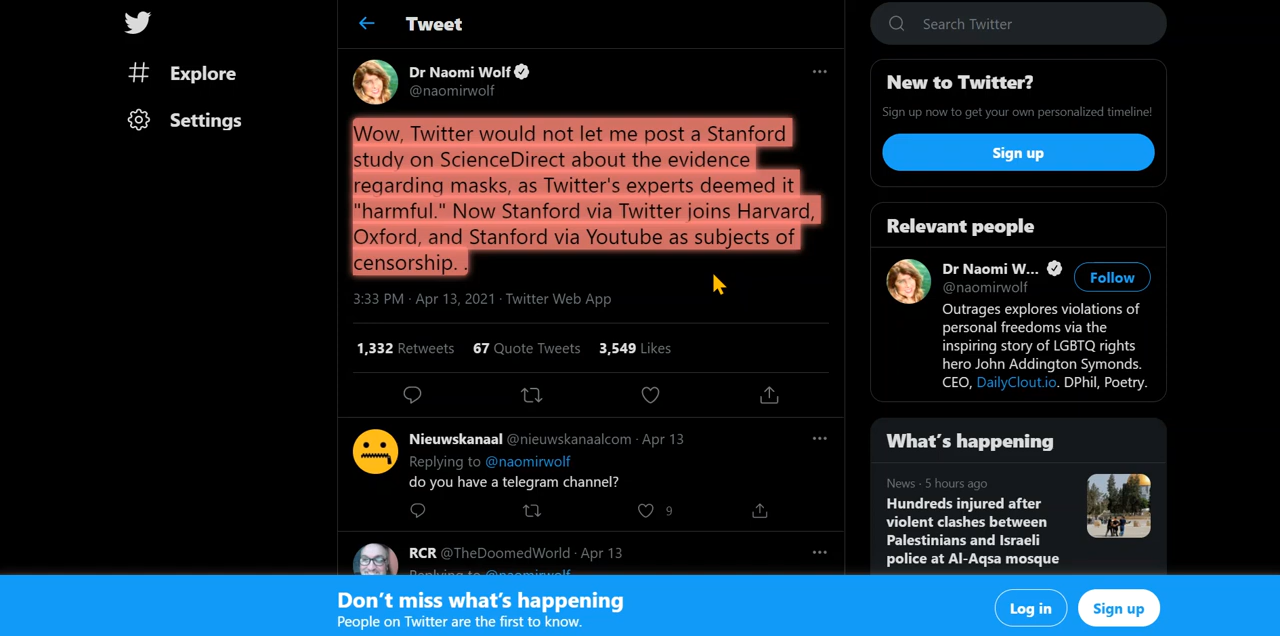 Tweet
Explore
Settings
Dr Naomi Wolf
@naomirwolf
Wow, Twitter would not let me post a Stanford
study on ScienceDirect about the evidence
regarding masks, as Twitter's experts deemed it
"harmful." Now Stanford via Twitter joins Harvard,
Oxford, and Stanford via Youtube as subjects of
censorship. .
3:33 PM · Apr 13, 2021 · Twitter Web App
1,332 Retweets 67 Quote Tweets 3,549 Likes
Nieuwskanaal @nieuwskanaalcom · Apr 13
Replying to @naomirwolf
do you have a telegram channel?
9
RCR @TheDoomedWorld · Apr 13
Replying to @naomirwolf
Search Twitter
New to Twitter?
Sign up now to get your own personalized timeline!
Sign up
Relevant people
Dr Naomi W...
@naomirwolf
Follow
Outrages explores violations of
personal freedoms via the
inspiring story of LGBTQ rights
hero John Addington Symonds.
CEO, DailyClout.io. DPhil, Poetry.
What's happening
News · 5 hours ago
Hundreds injured after
violent clashes between
Palestinians and Israeli
police at Al-Aqsa mosque
Don't miss what's happening
People on Twitter are the first to know.
Log in
Sign up